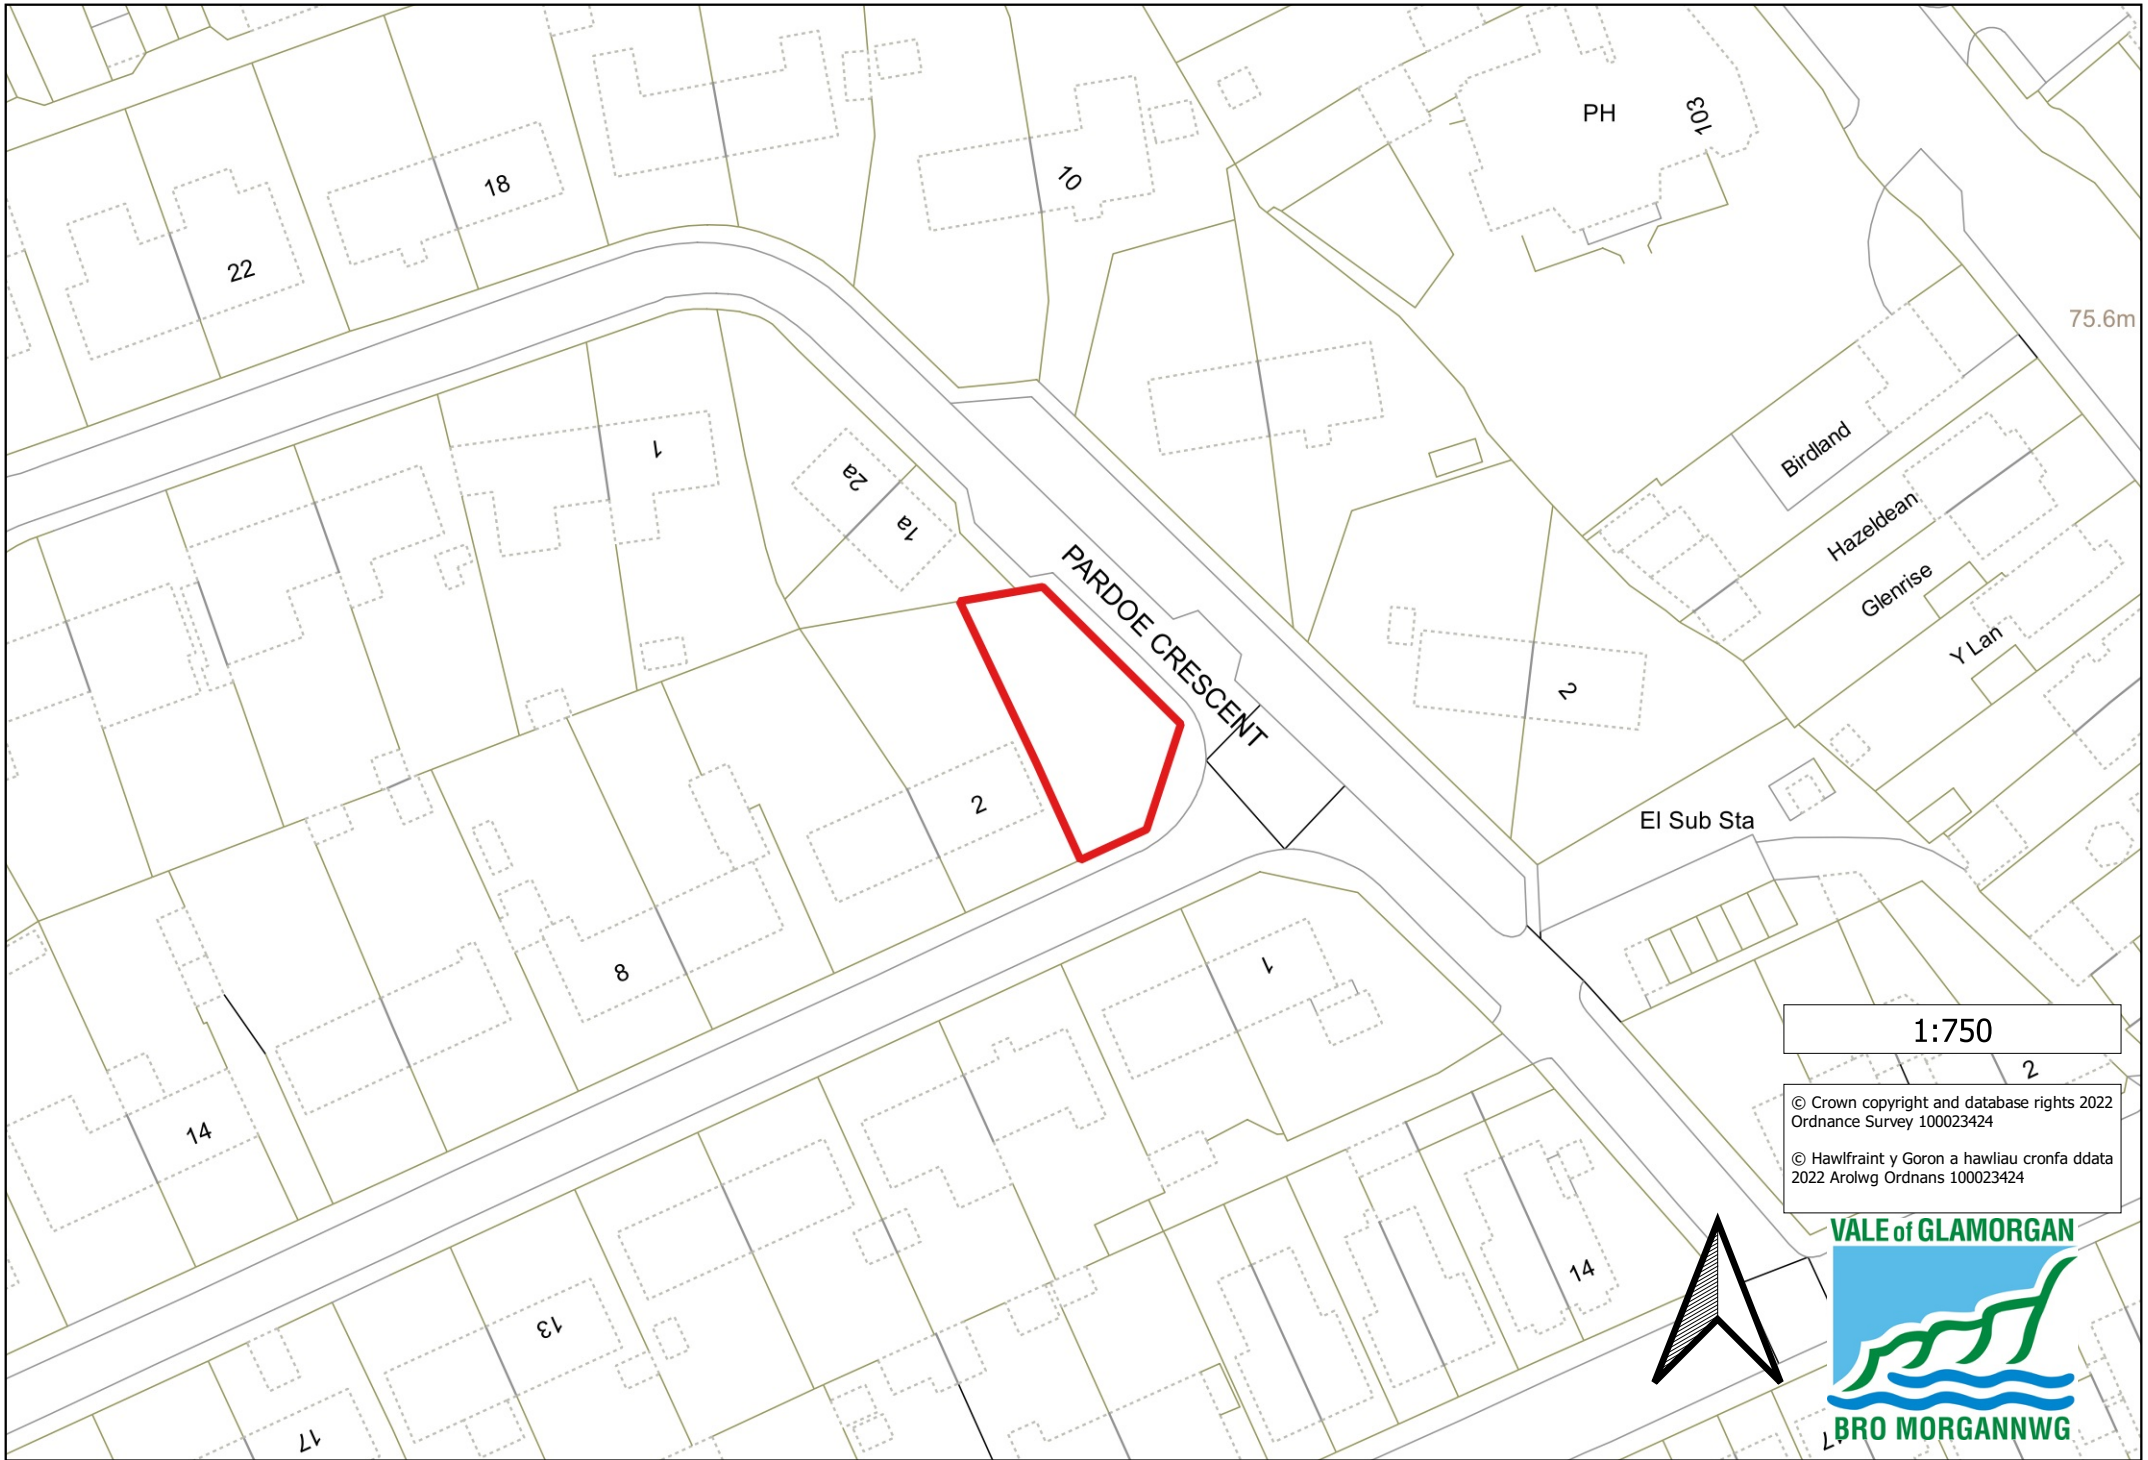 PH
103
10
18
22
75.6m
1
2a
1a
Birdland
Hazeldean
Glenrise
Y Lan
PARDOE CRESCENT
2
2
El Sub Sta
8
1
14
1:750
2
© Crown copyright and database rights 2022
Ordnance Survey 100023424
© Hawlfraint y Goron a hawliau cronfa ddata
2022 Arolwg Ordnans 100023424
14
13
17
VALE of GLAMORGAN
BRO MORGANNWG